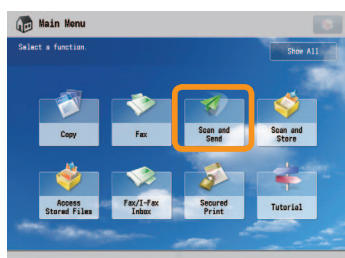 Main Menu
Select a function.
Show All
Copy
Fax
Scan and
Send
Scan and
Store
Access
Stored Files
Fax/I-Fax
Inbox
Secured
Print
Tutorial